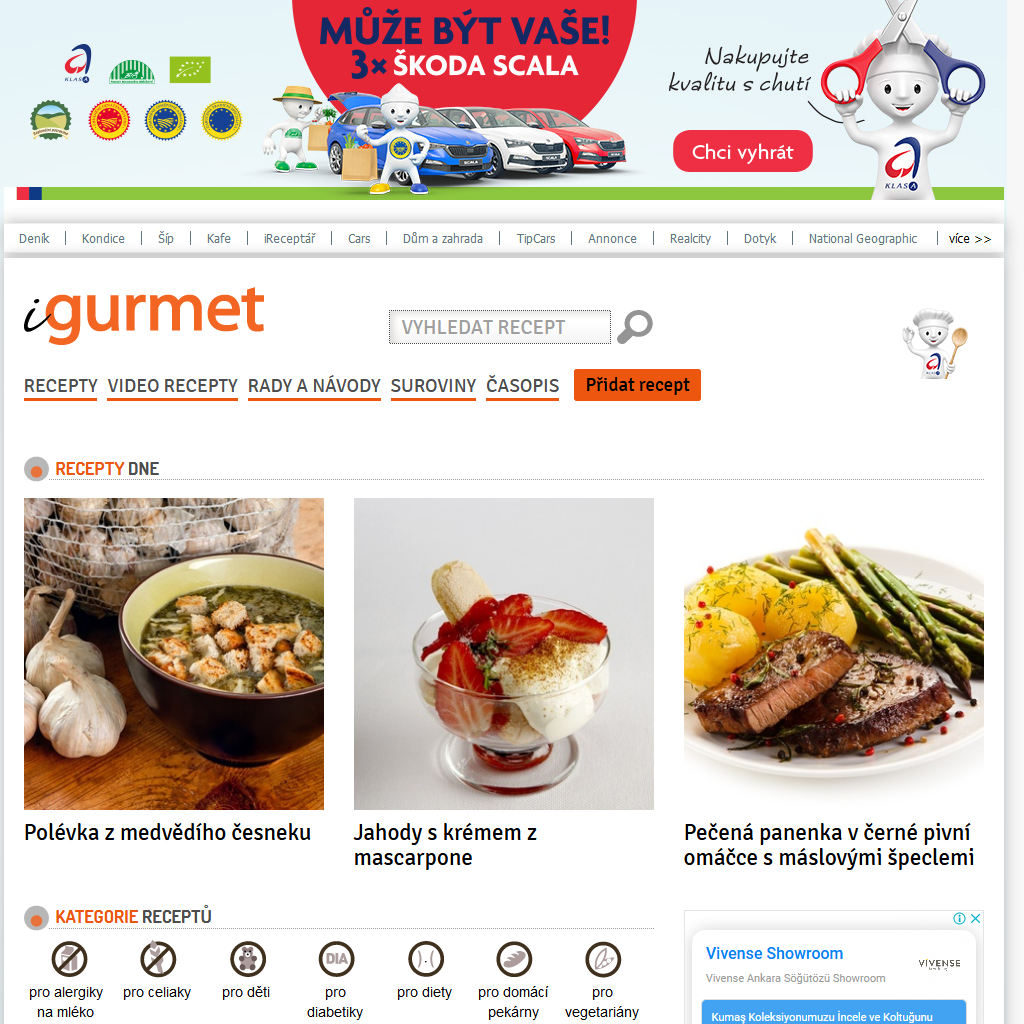 MŮŽE BÝT VAŠE!
3× ŠKODA SCALA
Nakupujte
kvalitu s chutí
Chci vyhrát
KLASA
KLASA
SCALA
Deník
Kondice
Šíp
Kafe
iReceptář
Cars
Dům a zahrada
TipCars
Annonce
Realcity
Dotyk
National Geographic
více >>
igurmet
VYHLEDAT RECEPT
KLASA
RECEPTY
VIDEO RECEPTY
RADY A NÁVODY
SUROVINY
ČASOPIS
Přidat recept
RECEPTY DNE
Polévka z medvědího česneku
Jahody s krémem z
mascarpone
Pečená panenka v černé pivní
omáčce s máslovými špeclemi
KATEGORIE RECEPTŮ
pro alergiky
na mléko
pro celiaky
pro děti
DIA
pro
diabetiky
pro diety
pro domácí
pekárny
pro
vegetariány
Vivense Showroom
Vivense Ankara Söğütözü Showroom
VIVENSE
Kumaş Koleksiyonumuzu İncele ve Koltuğunu